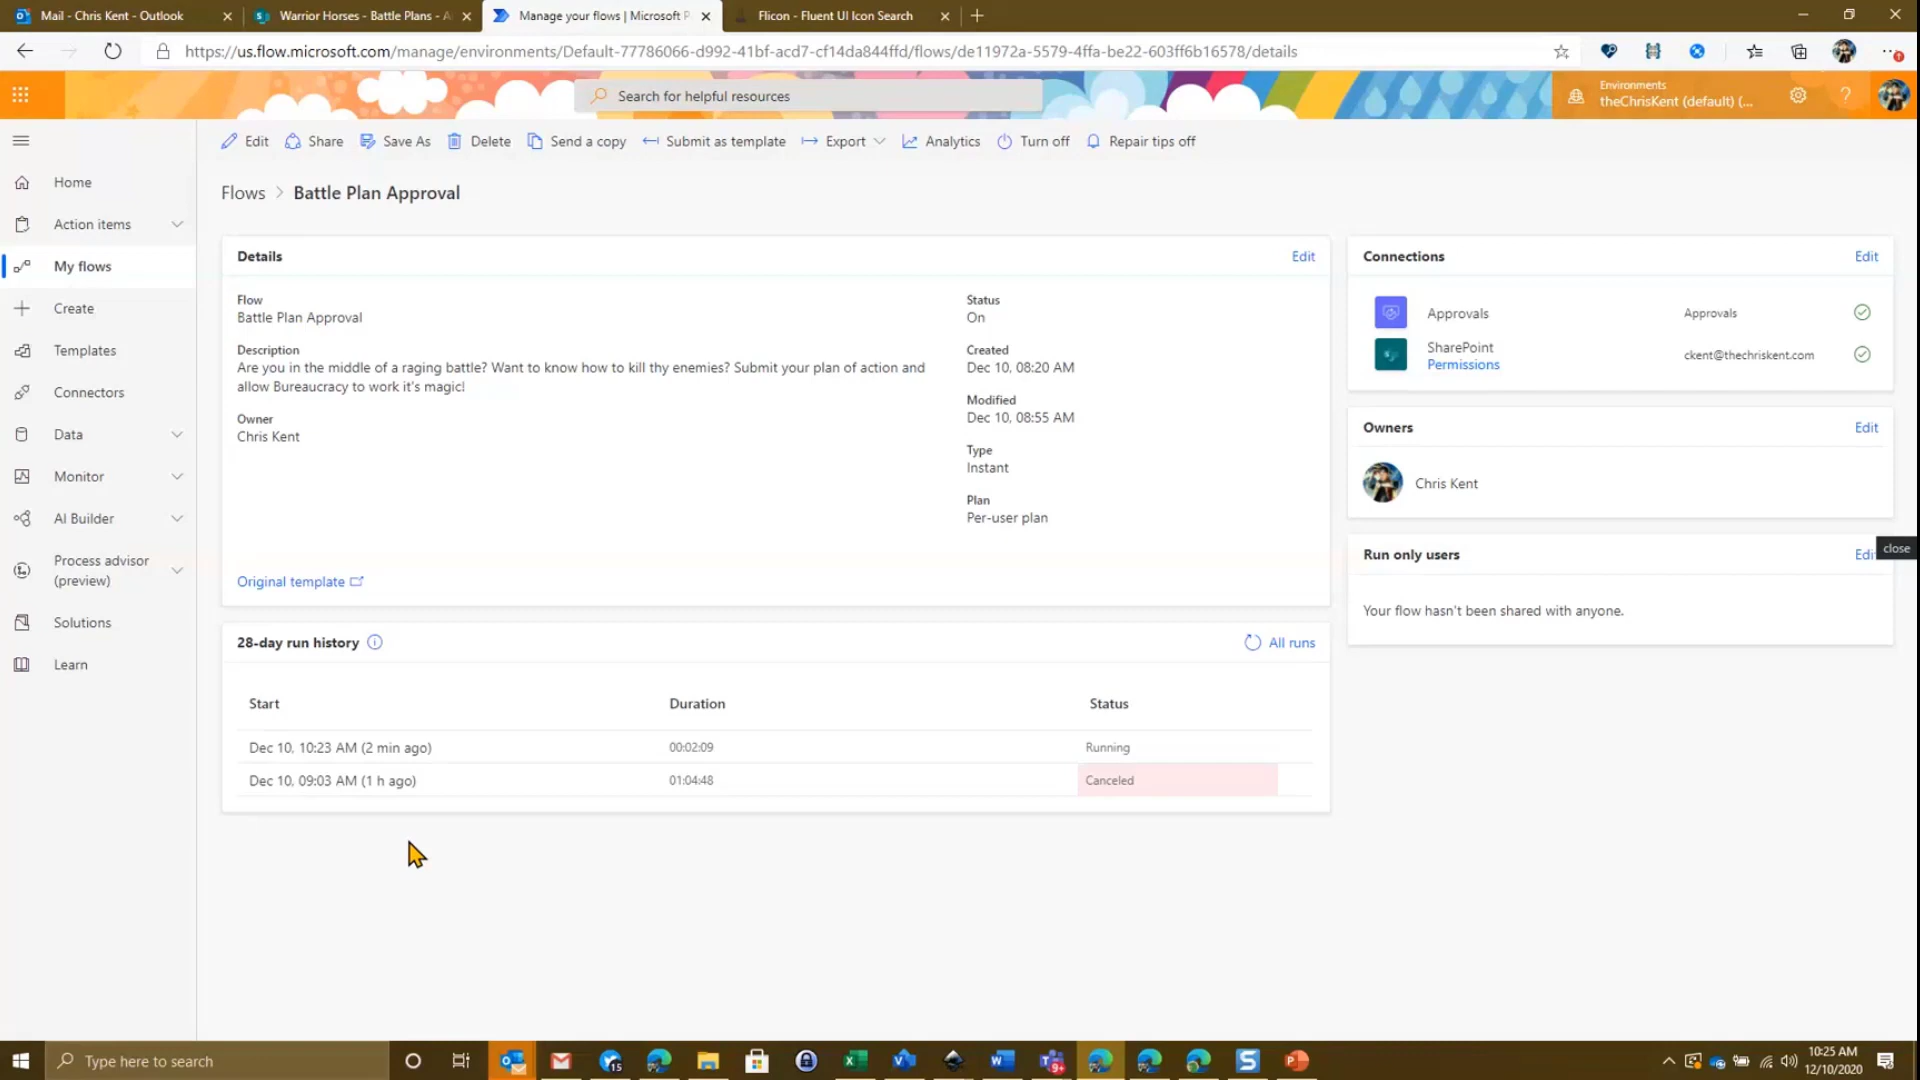 Mail - Chris Kent - Outlook
Warrior Horses - Battle Plans - A
Manage your flows | Microsoft P
Flicon - Fluent UI Icon Search
https://us.flow.microsoft.com/manage/environments/Default-77786066-d992-41bf-acd7-cf14da844ffd/flows/de11972a-5579-4ffa-be22-603ff6b16578/details
Search for helpful resources
Environments
theChrisKent (default) (...
Edit
Share
Save As
Delete
Send a copy
Submit as template
Export
Analytics
Turn off
Repair tips off
Home
Action items
My flows
Create
Templates
Connectors
Data
Monitor
AI Builder
Process advisor
(preview)
Solutions
Learn
Flows > Battle Plan Approval
Details
Edit
Flow
Battle Plan Approval
Description
Are you in the middle of a raging battle? Want to know how to kill thy enemies? Submit your plan of action and
allow Bureaucracy to work it's magic!
Owner
Chris Kent
Status
On
Created
Dec 10, 08:20 AM
Modified
Dec 10, 08:55 AM
Type
Instant
Plan
Per-user plan
Original template
28-day run history
All runs
Start Duration Status
Dec 10, 10:23 AM (2 min ago) 00:02:09 Running
Dec 10, 09:03 AM (1 h ago) 01:04:48 Canceled
Connections
Edit
Approvals Approvals
SharePoint
Permissions
ckent@thechriskent.com
Owners
Edit
Chris Kent
Run only users
Edi
close
Your flow hasn't been shared with anyone.
Type here to search
15
9+
10:25 AM
12/10/2020